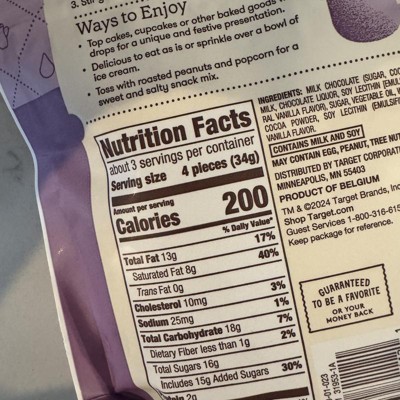 3.
Ways to Enjoy
• Top cakes, cupcakes or other baked goods
drops for a unique and festive presentation.
• Delicious to eat as is or sprinkle over a bowl of
ice cream.
• Toss with roasted peanuts and popcorn for a
sweet and salty snack mix.
Nutrition Facts
about 3 servings per container
Serving size 4 pieces (34g)
Amount per serving
Calories 200
% Daily Value*
Total Fat 13g 17%
Saturated Fat 8g 40%
Trans Fat 0g
Cholesterol 10mg 3%
Sodium 25mg 1%
Total Carbohydrate 18g 7%
Dietary Fiber less than 1g 2%
Total Sugars 16g
Includes 15g Added Sugars 30%
2g
INGREDIENTS: MILK CHOCOLATE (SUGAR,
MILK, CHOCOLATE LIQUOR, SOY LECITHIN
RAL VANILLA FLAVOR), SUGAR, VEGETABLE OIL,
COCOA POWDER, SOY LECITHIN
VANILLA FLAVOR.
CONTAINS MILK AND SOY
MAY CONTAIN EGG, PEANUT, TREE
DISTRIBUTED BY TARGET
MINNEAPOLIS, MN 55403
PRODUCT OF BELGIUM
TM & ©2024 Target Brands,
Shop Target.com
Guest Services 1-800-316-
Keep package for reference.
GUARANTEED
TO BE A FAVORITE
OR YOUR
MONEY BACK